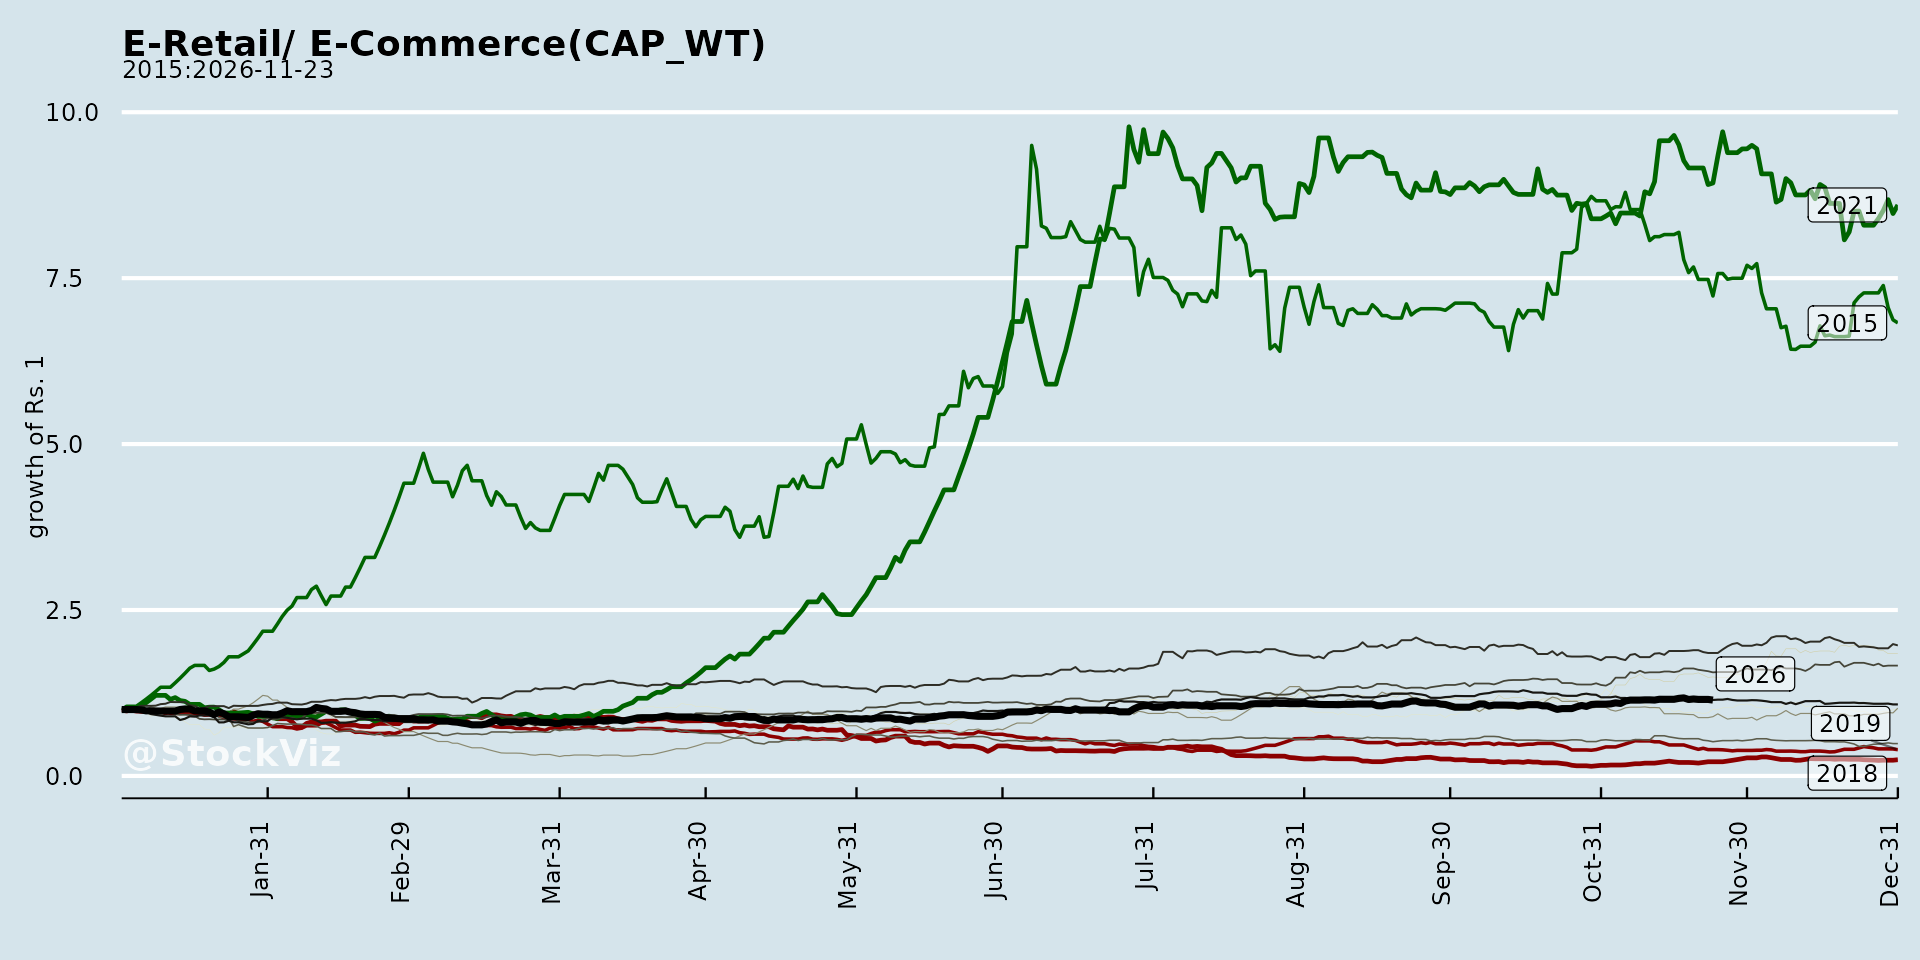 E-Retail/ E-Commerce(CAP_WT)
2015:2026-11-23
growth of Rs. 1
10.0
7.5
5.0
2.5
0.0
2021
2015
2026
2019
2018
@StockViz
Jan-31
Feb-29
Mar-31
Apr-30
May-31
Jun-30
Jul-31
Aug-31
Sep-30
Oct-31
Nov-30
Dec-31